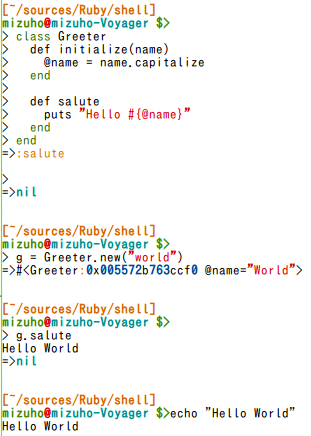 [~/sources/Ruby/shell]
mizuho@mizuho-Voyager $>
> class Greeter
>   def initialize(name)
>     @name = name.capitalize
>   end
>
>   def salute
>     puts "Hello #{@name}"
>   end
> end
=>:salute
>
=>nil
[~/sources/Ruby/shell]
mizuho@mizuho-Voyager $>
> g = Greeter.new("world")
=>#<Greeter:0x005572b763ccf0 @name="World">
[~/sources/Ruby/shell]
mizuho@mizuho-Voyager $>
> g.salute
Hello World
=>nil
[~/sources/Ruby/shell]
mizuho@mizuho-Voyager $>echo "Hello World"
Hello World